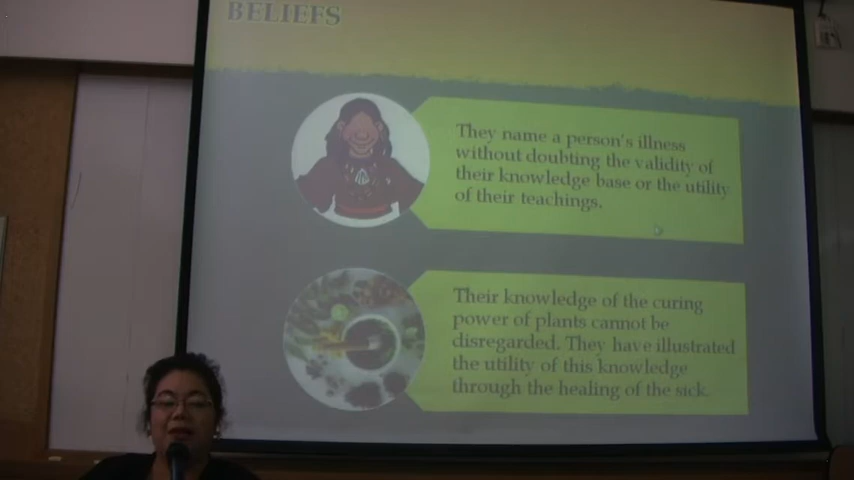 BELIEFS
They name a person's illness
without doubting the validity of
their knowledge base or the utility
of their teachings.
Their knowledge of the curing
power of plants cannot be
disregarded. They have illustrated
the utility of this knowledge
through the healing of the sick.